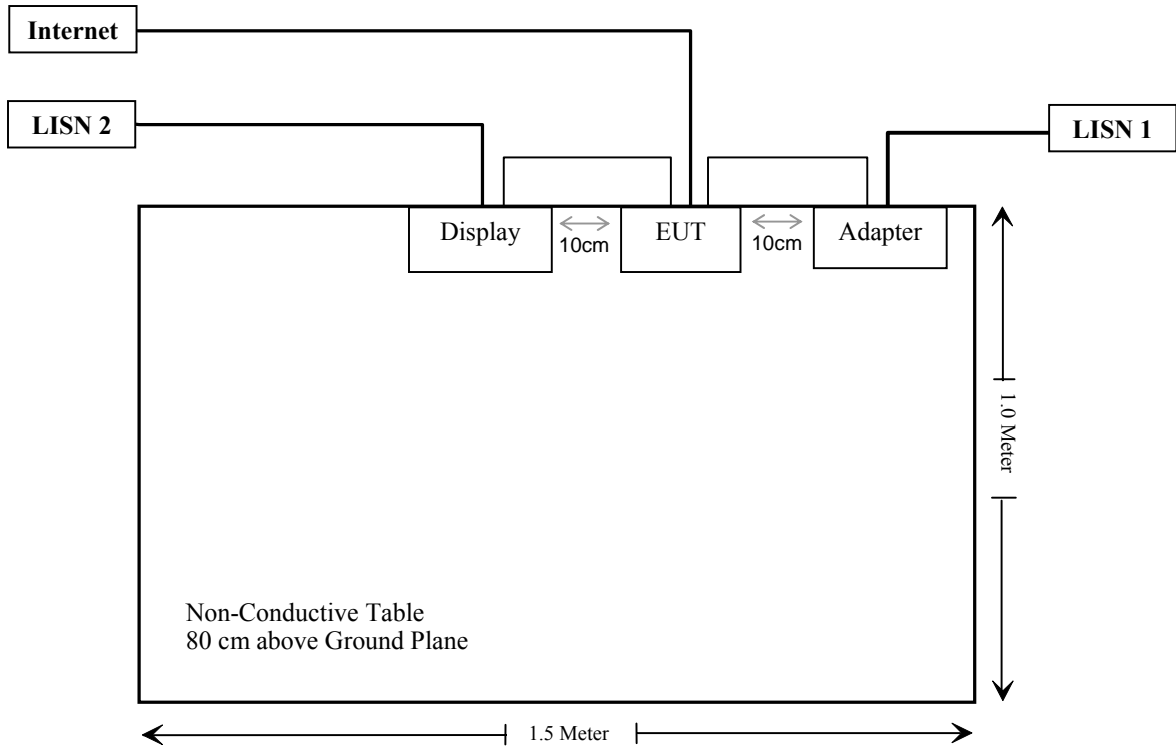 Internet
LISN 2
LISN 1
Display
10cm
EUT
10cm
Adapter
1.0 Meter
Non-Conductive Table
80 cm above Ground Plane
1.5 Meter